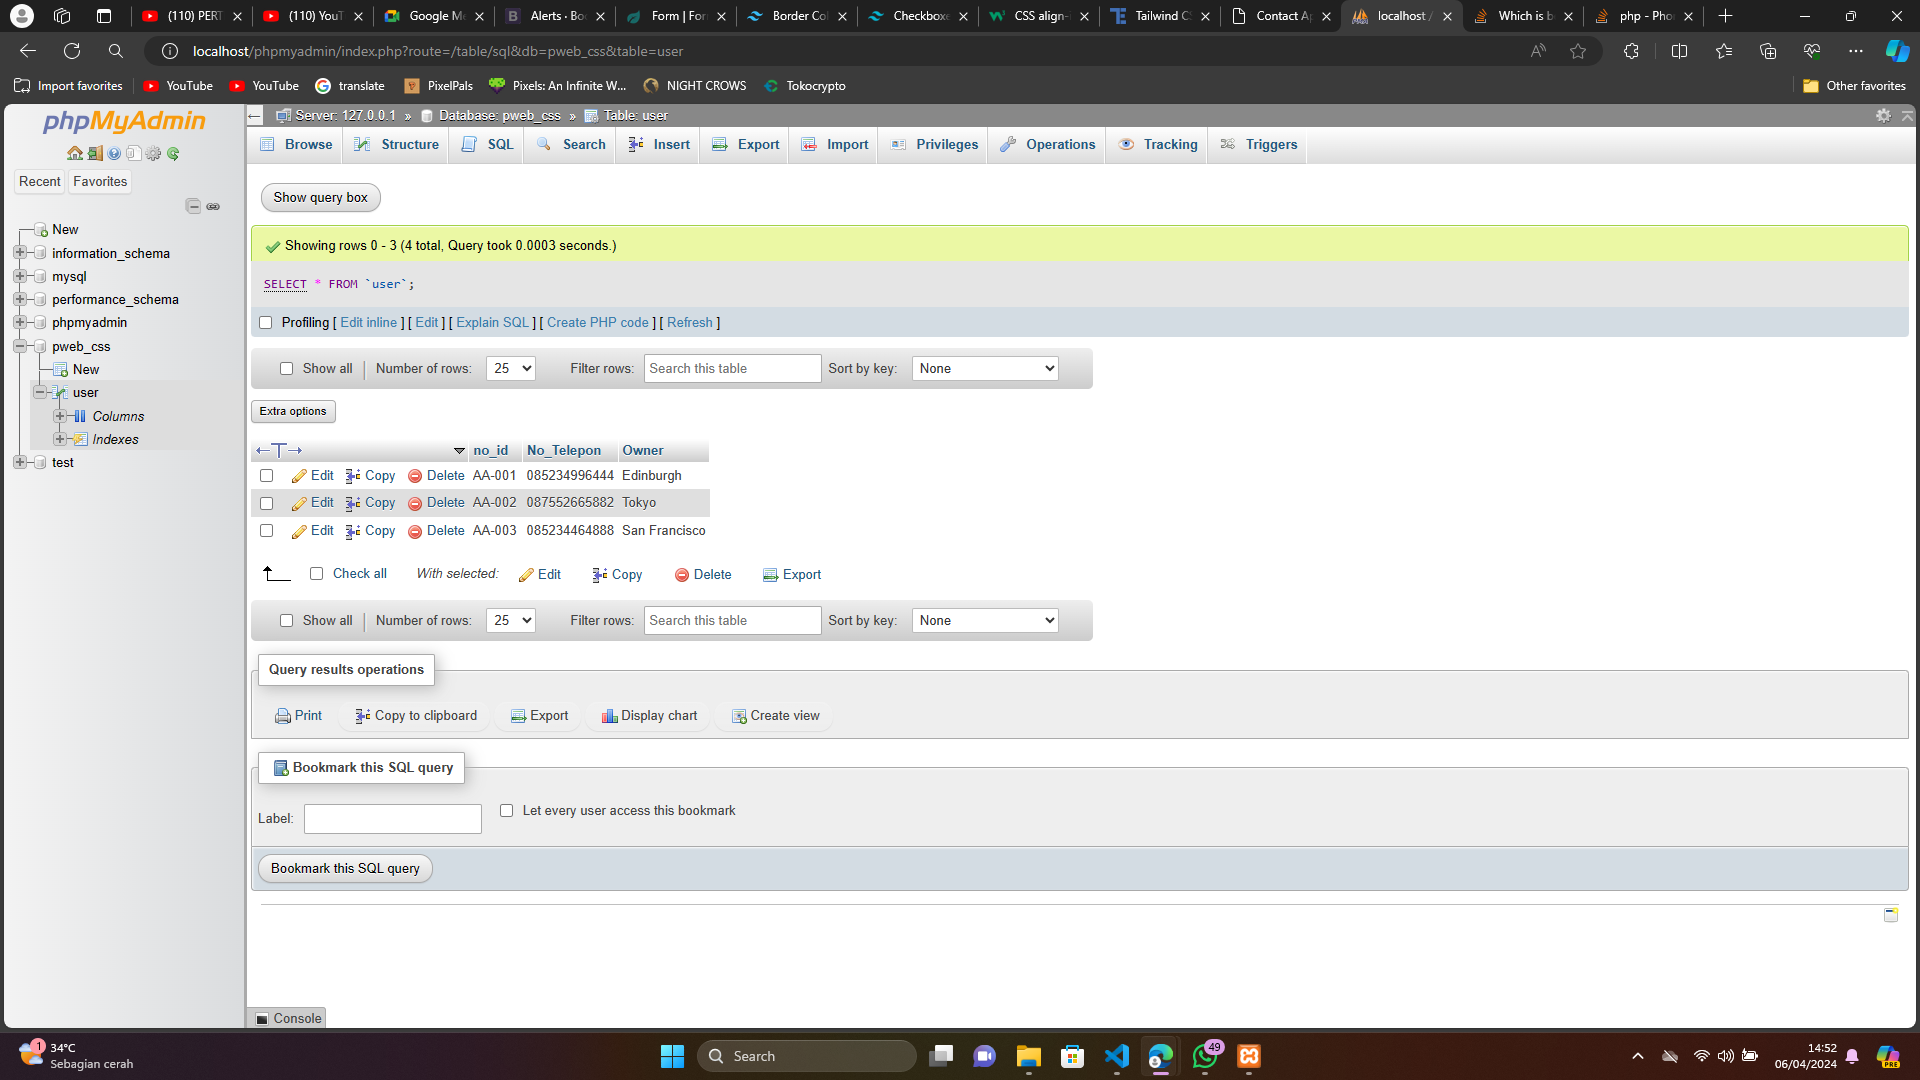 (110) PERT
(110) YouT
Google Me
Alerts · Bo
Form | For
Border Col
Checkboxe
CSS align-
Tailwind C
Contact Ap
localhost /
Which is b
php - Pho
localhost/phpmyadmin/index.php?route=/table/sql&db=pweb_css&table=user
Import favorites
YouTube
YouTube
translate
PixelPals
Pixels: An Infinite W...
NIGHT CROWS
Tokocrypto
Other favorites
phpMyAdmin
Recent
Favorites
New
information_schema
mysql
performance_schema
phpmyadmin
pweb_css
New
user
Columns
Indexes
test
Server: 127.0.0.1 » Database: pweb_css » Table: user
Browse
Structure
SQL
Search
Insert
Export
Import
Privileges
Operations
Tracking
Triggers
Show query box
Showing rows 0 - 3 (4 total, Query took 0.0003 seconds.)
SELECT * FROM `user`;
Profiling [ Edit inline ] [ Edit ] [ Explain SQL ] [ Create PHP code ] [ Refresh ]
Show all | Number of rows: 25 Filter rows: Search this table Sort by key: None
Extra options
no_id No_Telepon Owner
Edit Copy Delete AA-001 085234996444 Edinburgh
Edit Copy Delete AA-002 087552665882 Tokyo
Edit Copy Delete AA-003 085234464888 San Francisco
Check all With selected: Edit Copy Delete Export
Show all | Number of rows: 25 Filter rows: Search this table Sort by key: None
Query results operations
Print Copy to clipboard Export Display chart Create view
Bookmark this SQL query
Label: Let every user access this bookmark
Bookmark this SQL query
Console
1
34°C
Sebagian cerah
Search
49
14:52
06/04/2024
PRE